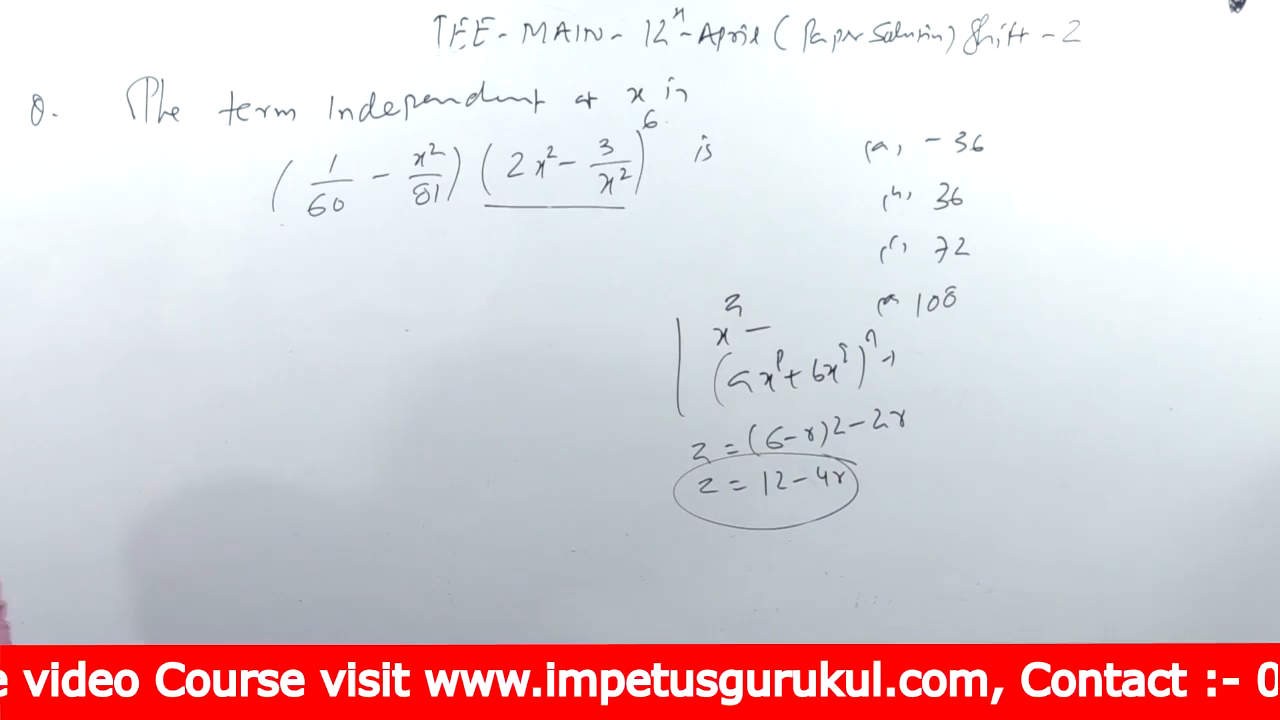 JEE-MAIN- 12th-April (Paper Solution) Shift-2
Q. The term Independent of x in
(1/60 - x²/81) (2x² - 3/x²)⁶ is
(a) -36
(b) 36
(c) 72
(d) 108
x^z -
(ax^p + bx^q)^n →
z = (6-r)2-2r
z = 12-4r
e video Course visit www.impetusgurukul.com, Contact :- 0